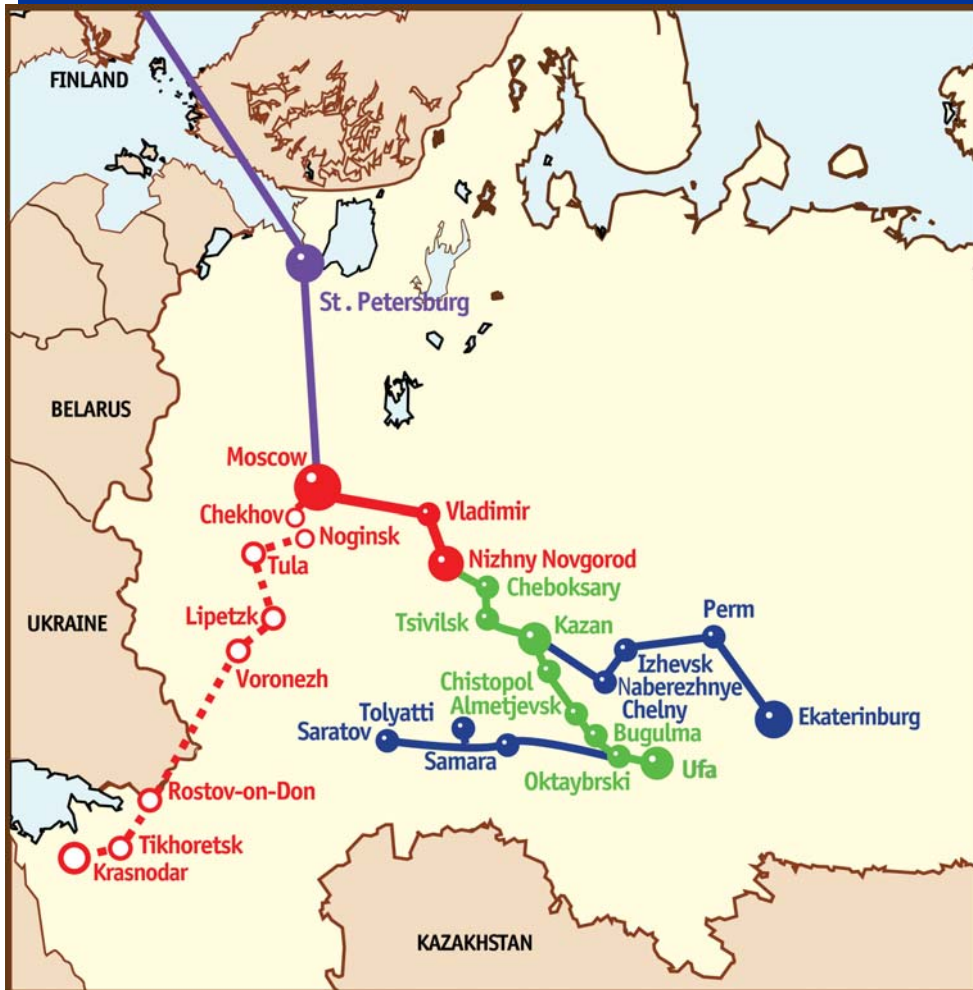 FINLAND
St. Petersburg
BELARUS
Moscow
Chekhov
Vladimir
Noginsk
Tula
Nizhny Novgorod
Cheboksary
Perm
Lipetzk
UKRAINE
Tsivilsk
Kazan
Voronezh
Izhevsk
Chistopol
Naberezhnye
Chelny
Almetjevsk
Tolyatti
Ekaterinburg
Saratov
Bugulma
Samara
Oktaybrski
Ufa
Rostov-on-Don
Tikhoretsk
Krasnodar
KAZAKHSTAN